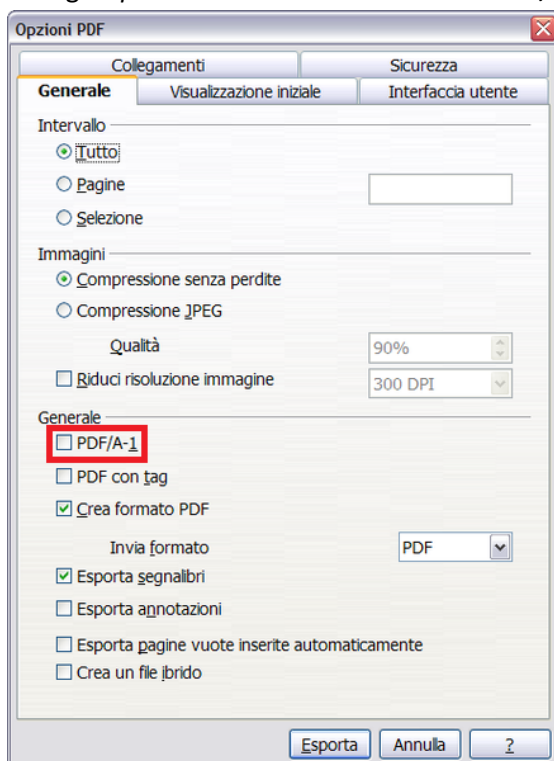 Opzioni PDF
Collegamenti Sicurezza
Generale Visualizzazione iniziale Interfaccia utente
Intervallo
Tutto
Pagine
Selezione
Immagini
Compressione senza perdite
Compressione JPEG
Qualità 90%
Riduci risoluzione immagine 300 DPI
Generale
PDF/A-1
PDF con tag
Crea formato PDF
Invia formato PDF
Esporta segnalibri
Esporta annotazioni
Esporta pagine vuote inserite automaticamente
Crea un file ibrido
Esporta Annulla ?